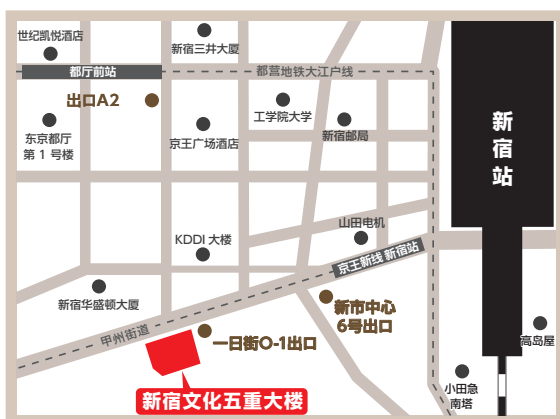 世纪凯悦酒店
新宿三井大厦
都厅前站
都营地铁大江户线
出口A2
工学院大学
新宿邮局
东京都厅
第 1 号楼
京王广场酒店
新宿站
山田电机
KDDI 大楼
京王新线 新宿站
新宿华盛顿大厦
新市中心
6号出口
甲州街道
一日街O-1出口
高岛屋
小田急
南塔
新宿文化五重大楼